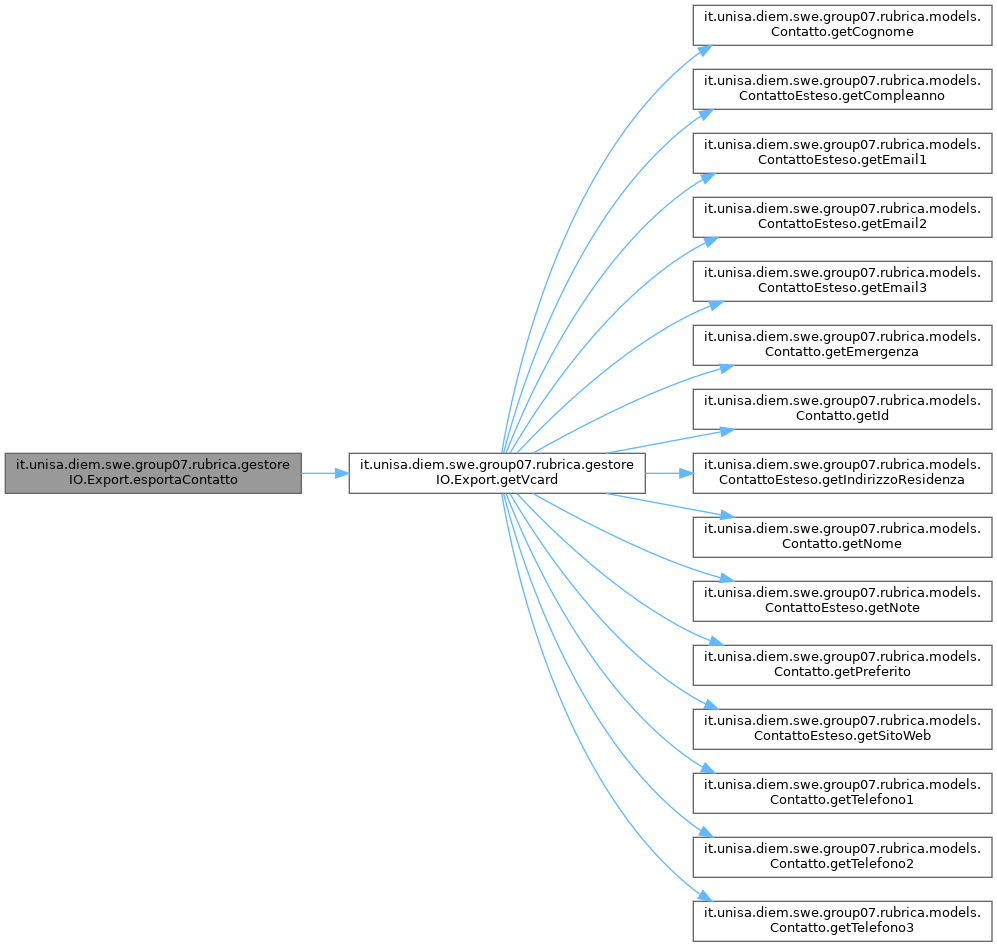 it.unisa.diem.swe.group07.rubrica.gestore
IO.Export.esportaContatto
it.unisa.diem.swe.group07.rubrica.gestore
IO.Export.getVcard
it.unisa.diem.swe.group07.rubrica.models.
Contatto.getCognome
it.unisa.diem.swe.group07.rubrica.models.
ContattoEsteso.getCompleanno
it.unisa.diem.swe.group07.rubrica.models.
ContattoEsteso.getEmail1
it.unisa.diem.swe.group07.rubrica.models.
ContattoEsteso.getEmail2
it.unisa.diem.swe.group07.rubrica.models.
ContattoEsteso.getEmail3
it.unisa.diem.swe.group07.rubrica.models.
Contatto.getEmergenza
it.unisa.diem.swe.group07.rubrica.models.
Contatto.getId
it.unisa.diem.swe.group07.rubrica.models.
ContattoEsteso.getIndirizzoResidenza
it.unisa.diem.swe.group07.rubrica.models.
Contatto.getNome
it.unisa.diem.swe.group07.rubrica.models.
ContattoEsteso.getNote
it.unisa.diem.swe.group07.rubrica.models.
Contatto.getPreferito
it.unisa.diem.swe.group07.rubrica.models.
ContattoEsteso.getSitoWeb
it.unisa.diem.swe.group07.rubrica.models.
Contatto.getTelefono1
it.unisa.diem.swe.group07.rubrica.models.
Contatto.getTelefono2
it.unisa.diem.swe.group07.rubrica.models.
Contatto.getTelefono3